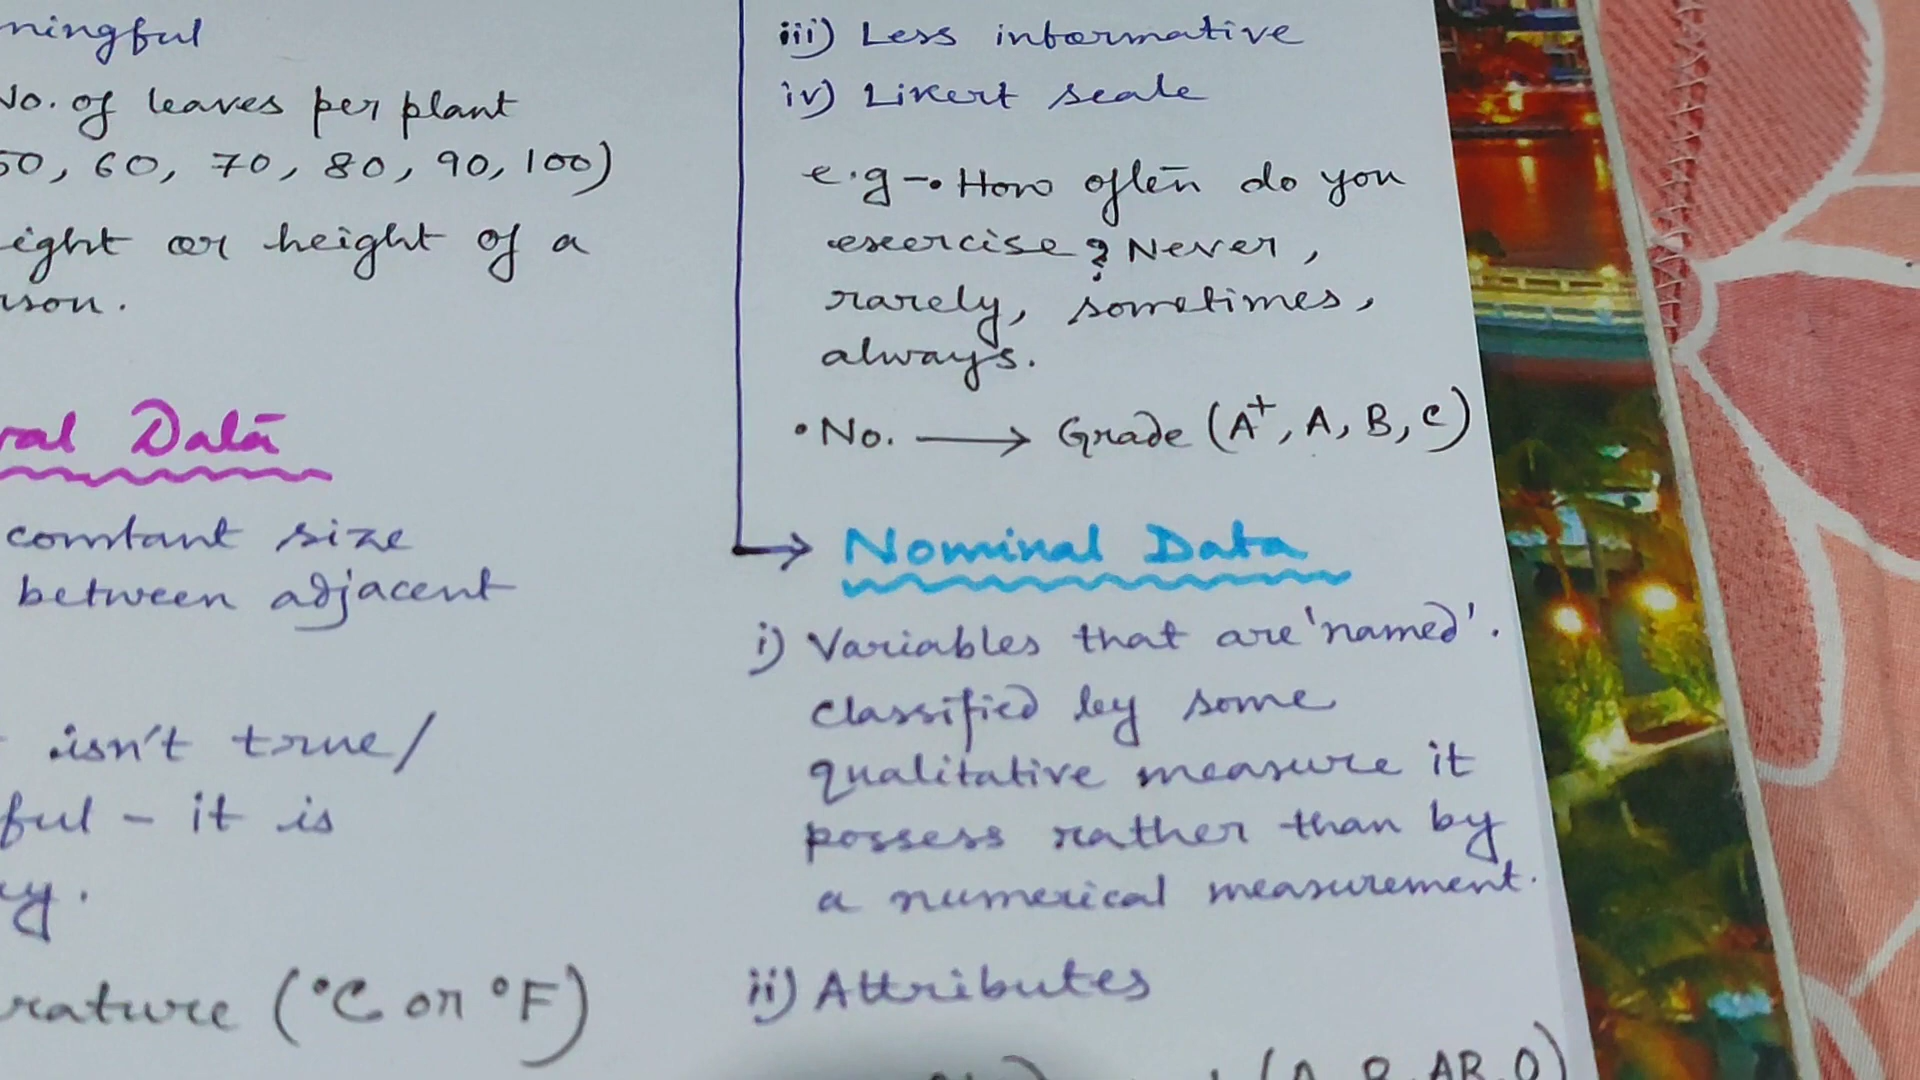 ningful
No. of leaves per plant
50, 60, 70, 80, 90, 100)
ight or height of a
rson.
val Data
constant size
between adjacent
isn't true/
ful - it is
y.
rature (°C or °F)
iii) Less informative
iv) Likert scale
e.g -• How often do you
exercise? Never,
rarely, sometimes,
always.
• No. → Grade (A+, A, B, C)
Nominal Data
i) Variables that are 'named'.
classified by some
qualitative measure it
possess rather than by
a numerical measurement.
ii) Attributes
(A, B, AB, O)